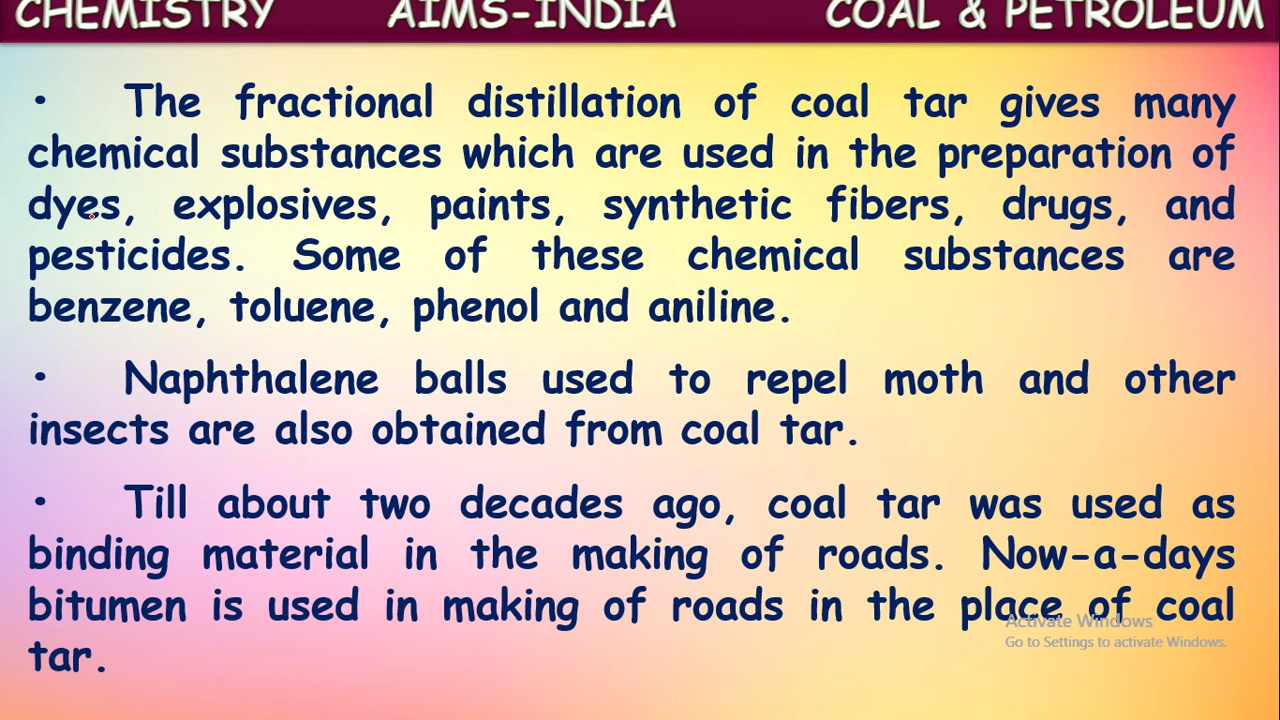 CHEMISTRY AIMS-INDIA COAL & PETROLEUM
• The fractional distillation of coal tar gives many
chemical substances which are used in the preparation of
dyes, explosives, paints, synthetic fibers, drugs, and
pesticides. Some of these chemical substances are
benzene, toluene, phenol and aniline.
• Naphthalene balls used to repel moth and other
insects are also obtained from coal tar.
• Till about two decades ago, coal tar was used as
binding material in the making of roads. Now-a-days
bitumen is used in making of roads in the place of coal
tar.
Activate Windows
Go to Settings to activate Windows.